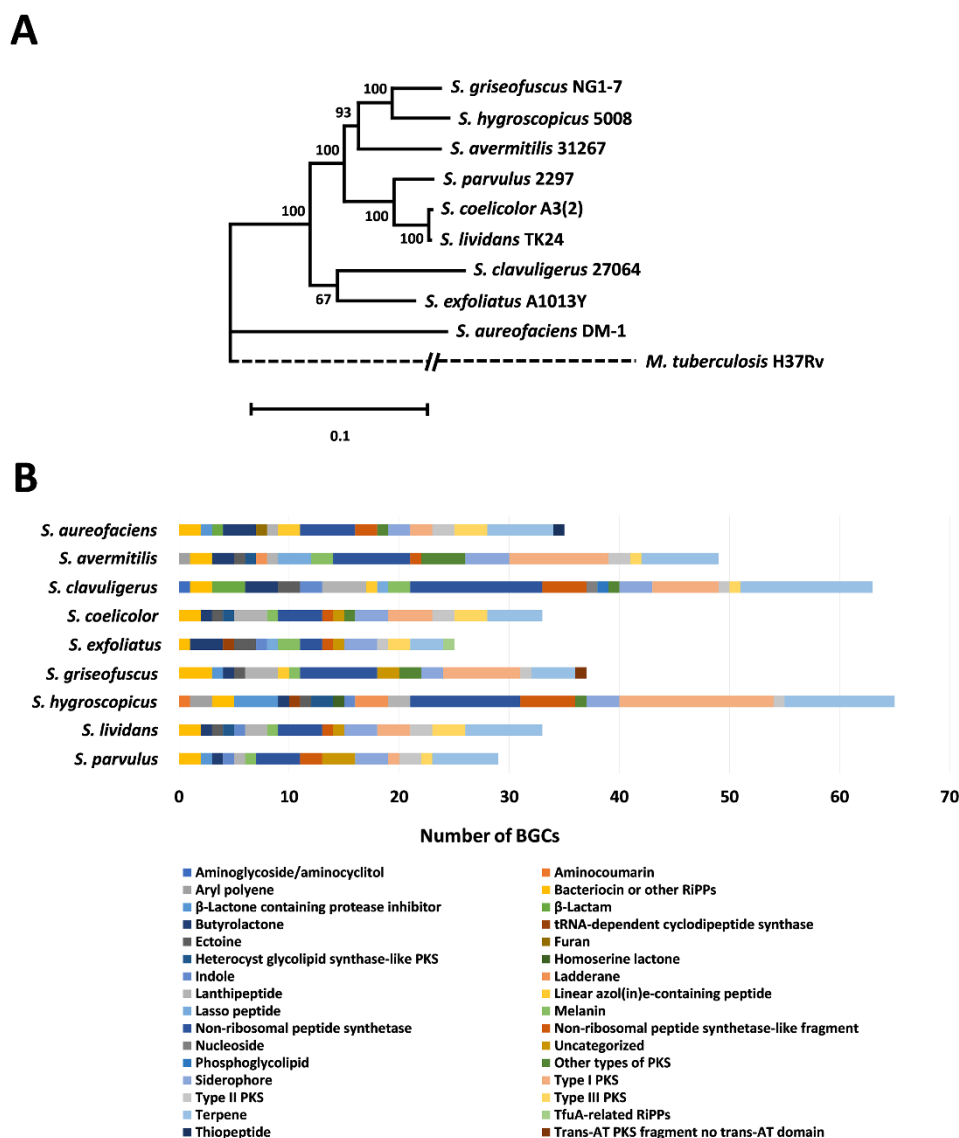 A
S. griseofuscus NG1-7
100
S. hygroscopicus 5008
93
S. avermitilis 31267
100
S. parvulus 2297
S. coelicolor A3(2)
100
100
S. lividans TK24
100
S. clavuligerus 27064
67
S. exfoliatus A1013Y
S. aureofaciens DM-1
M. tuberculosis H37Rv
0.1
B
S. aureofaciens
S. avermitilis
S. clavuligerus
S. coelicolor
S. exfoliatus
S. griseofuscus
S. hygroscopicus
S. lividans
S. parvulus
0 10 20 30 40 50 60 70
Number of BGCs
Aminoglycoside/aminocyclitol Aminocoumarin
Aryl polyene Bacteriocin or other RiPPs
β-Lactone containing protease inhibitor β-Lactam
Butyrolactone tRNA-dependent cyclodipeptide synthase
Ectoine Furan
Heterocyst glycolipid synthase-like PKS Homoserine lactone
Indole Ladderane
Lanthipeptide Linear azol(in)e-containing peptide
Lasso peptide Melanin
Non-ribosomal peptide synthetase Non-ribosomal peptide synthetase-like fragment
Nucleoside Uncategorized
Phosphoglycolipid Other types of PKS
Siderophore Type I PKS
Type II PKS Type III PKS
Terpene TfuA-related RiPPs
Thiopeptide Trans-AT PKS fragment no trans-AT domain